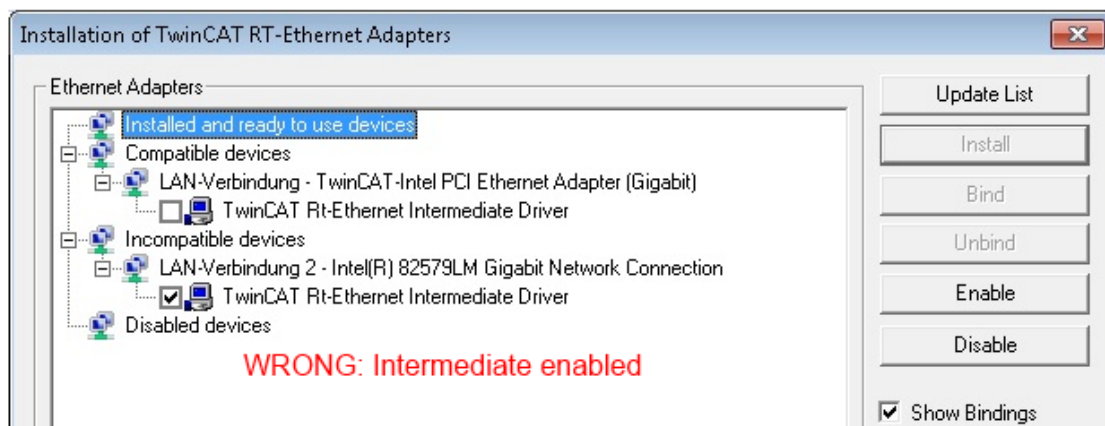 Installation of TwinCAT RT-Ethernet Adapters
Ethernet Adapters
Installed and ready to use devices
Compatible devices
LAN-Verbindung - TwinCAT-Intel PCI Ethernet Adapter (Gigabit)
TwinCAT Rt-Ethernet Intermediate Driver
Incompatible devices
LAN-Verbindung 2 - Intel(R) 82579LM Gigabit Network Connection
TwinCAT Rt-Ethernet Intermediate Driver
Disabled devices
WRONG: Intermediate enabled
Update List
Install
Bind
Unbind
Enable
Disable
Show Bindings